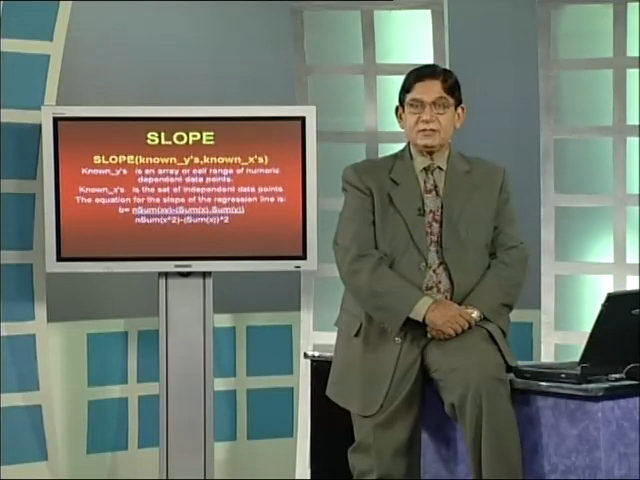 SLOPE
SLOPE(known_y's,known_x's)
Known_y's is an array or cell range of numeric
dependent data points.
Known_x's is the set of independent data points
The equation for the slope of the regression line is:
b= nSum(xy)-(Sum(x).Sum(y))
nSum(x^2)-(Sum(x))^2